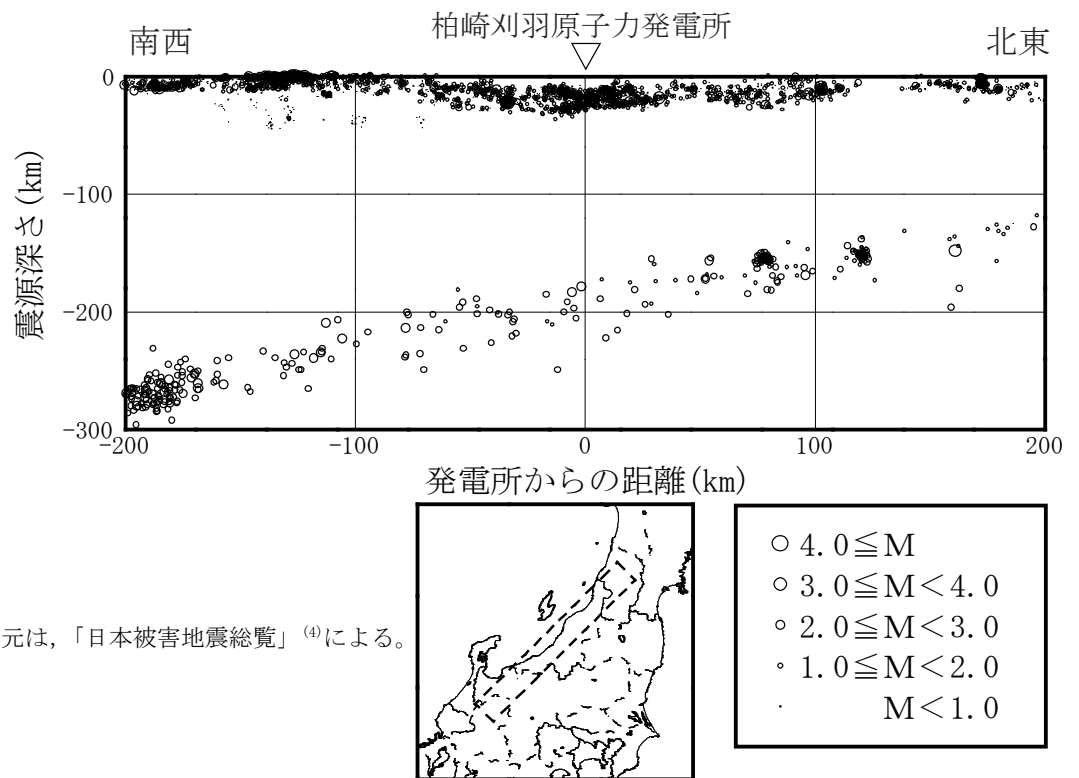 柏崎刈羽原子力発電所
南西
北東
震源深さ(km)
0
-100
-200
-300
-200
-100
0
100
200
発電所からの距離(km)
元は，「日本被害地震総覧」(4)による。
4.0≦M
3.0≦M<4.0
2.0≦M<3.0
1.0≦M<2.0
M<1.0